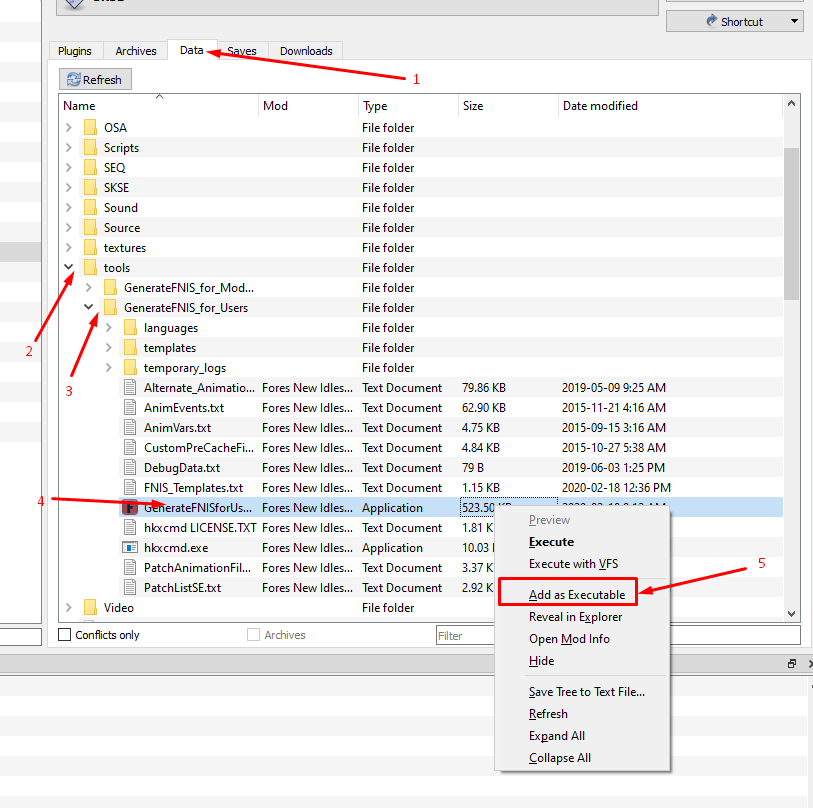 Shortcut
Plugins Archives Data Saves Downloads
1
Refresh
Name Mod Type Size Date modified
OSA File folder
Scripts File folder
SEQ File folder
SKSE File folder
Sound File folder
Source File folder
textures File folder
tools File folder
GenerateFNIS_for_Mod... File folder
GenerateFNIS_for_Users File folder
2
languages File folder
templates File folder
temporary_logs File folder
3
Alternate_Animatio... Fores New Idles... Text Document 79.86 KB 2019-05-09 9:25 AM
AnimEvents.txt Fores New Idles... Text Document 62.90 KB 2015-11-21 4:16 AM
AnimVars.txt Fores New Idles... Text Document 4.75 KB 2015-09-15 3:16 AM
CustomPreCacheFi... Fores New Idles... Text Document 4.84 KB 2015-10-27 5:38 AM
DebugData.txt Fores New Idles... Text Document 79 B 2019-06-03 1:25 PM
FNIS_Templates.txt Fores New Idles... Text Document 1.15 KB 2020-02-18 12:36 PM
4
GenerateFNISforUs... Fores New Idles... Application 523.50 KB
hkxcmd LICENSE.TXT Fores New Idles... Text Document 1.81 K
hkxcmd.exe Fores New Idles... Application 10.03
PatchAnimationFil... Fores New Idles... Text Document 3.37 K
PatchListSE.txt Fores New Idles... Text Document 2.92 K
Video File folder
Preview
Execute
Execute with VFS
5
Add as Executable
Reveal in Explorer
Open Mod Info
Hide
Save Tree to Text File...
Refresh
Expand All
Collapse All
Conflicts only Archives Filter